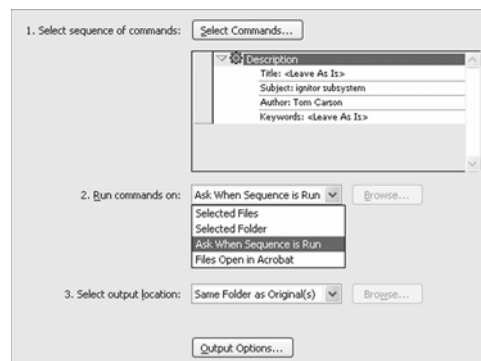 1. Select sequence of commands: Select Commands...
Description
Title: <Leave As Is>
Subject: ignitor subsystem
Author: Tom Carson
Keywords: <Leave As Is>
2. Run commands on: Ask When Sequence is Run Browse...
Selected Files
Selected Folder
Ask When Sequence is Run
Files Open in Acrobat
3. Select output location: Same Folder as Original(s) Browse...
Output Options...